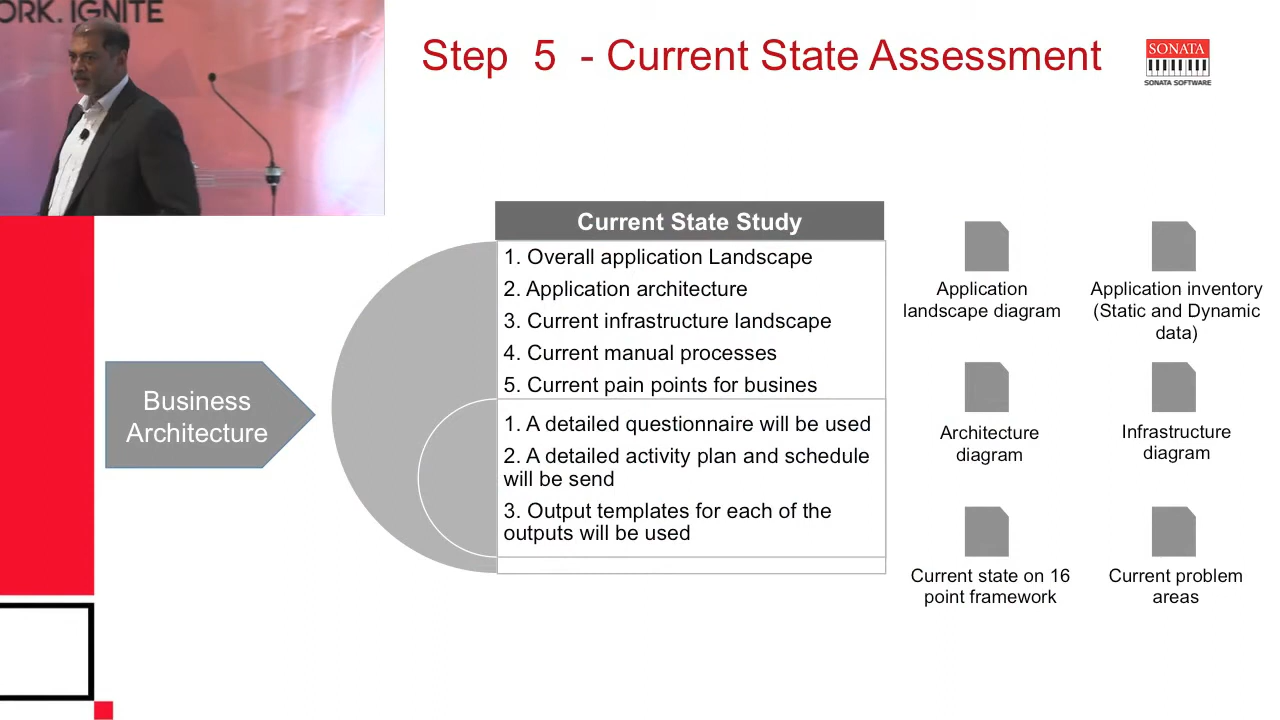 ORK. IGNITE
Step 5 - Current State Assessment
SONATA
SONATA SOFTWARE
Current State Study
1. Overall application Landscape
2. Application architecture
3. Current infrastructure landscape
4. Current manual processes
5. Current pain points for busines
1. A detailed questionnaire will be used
2. A detailed activity plan and schedule
will be send
3. Output templates for each of the
outputs will be used
Business
Architecture
Application
landscape diagram
Application inventory
(Static and Dynamic
data)
Architecture
diagram
Infrastructure
diagram
Current state on 16
point framework
Current problem
areas